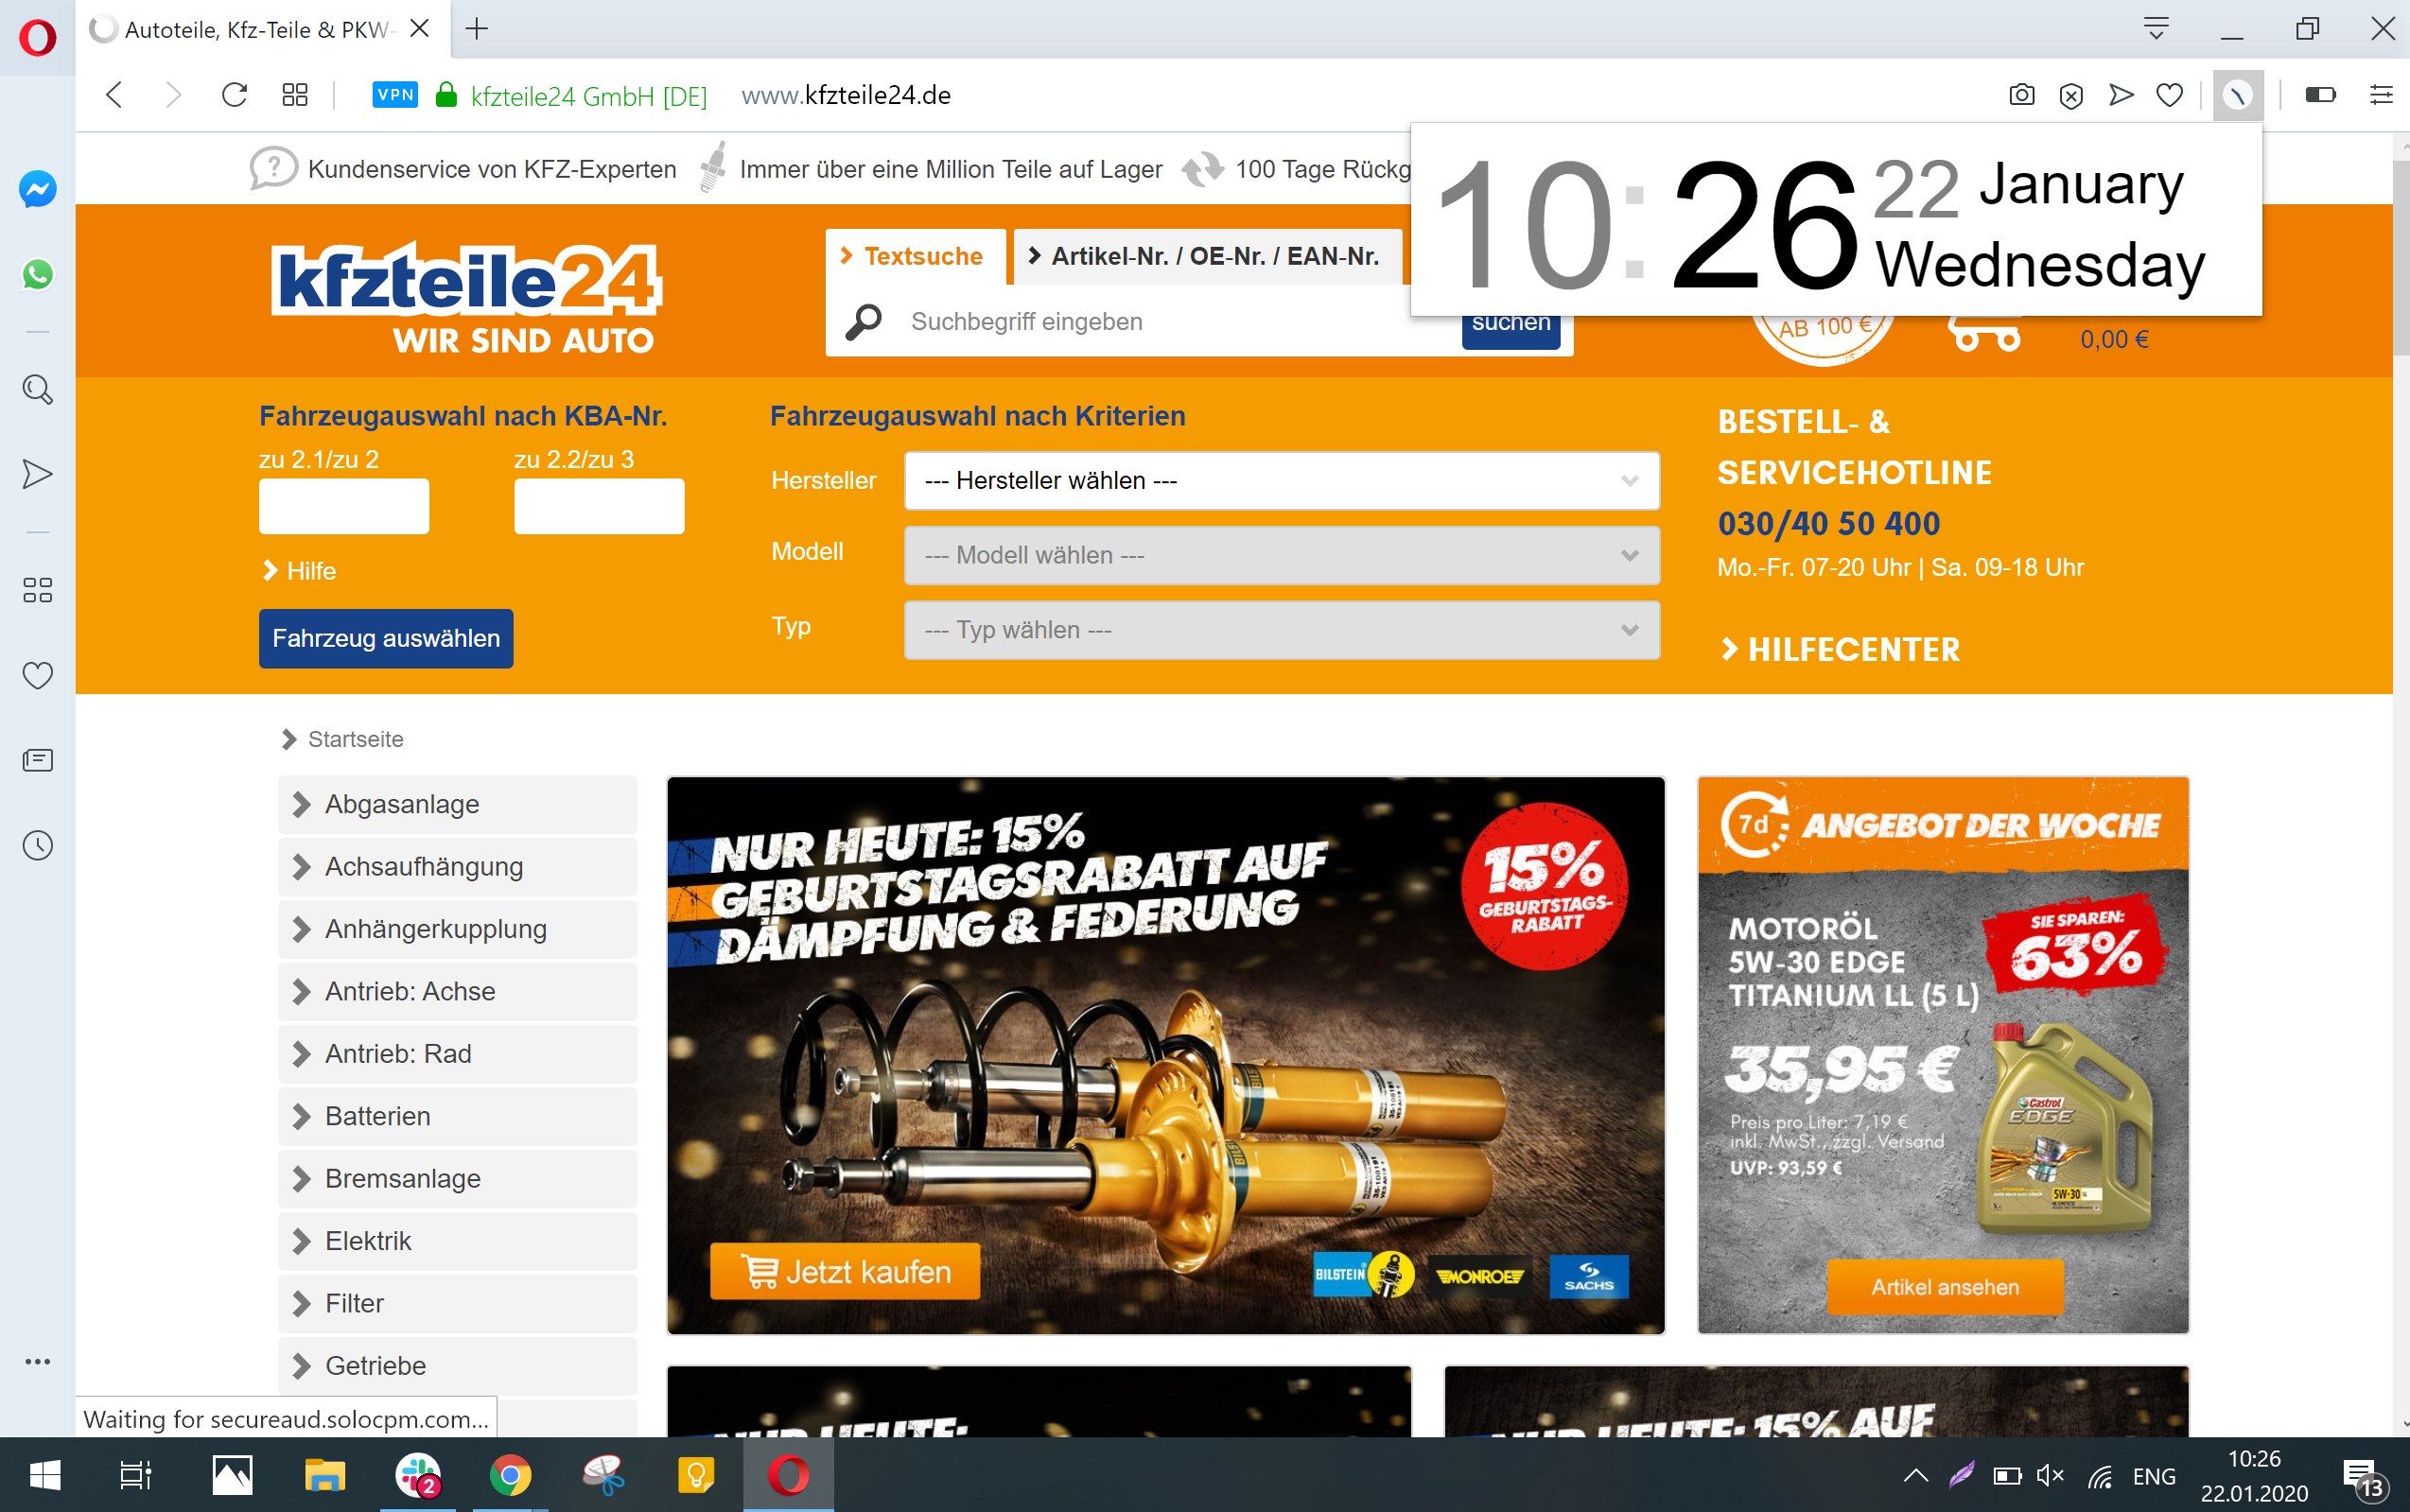 Autoteile, Kfz-Teile & PKW-
VPN
kfzteile24 GmbH [DE]
www.kfzteile24.de
Kundenservice von KFZ-Experten
Immer über eine Million Teile auf Lager
100 Tage Rückg
10:26
22 January
Wednesday
kfzteile24
WIR SIND AUTO
Textsuche
Artikel-Nr. / OE-Nr. / EAN-Nr.
Suchbegriff eingeben
suchen
AB 100 €
0,00 €
Fahrzeugauswahl nach KBA-Nr.
zu 2.1/zu 2
zu 2.2/zu 3
Hilfe
Fahrzeug auswählen
Fahrzeugauswahl nach Kriterien
Hersteller
--- Hersteller wählen ---
Modell
--- Modell wählen ---
Typ
--- Typ wählen ---
BESTELL- &
SERVICEHOTLINE
030/40 50 400
Mo.-Fr. 07-20 Uhr | Sa. 09-18 Uhr
HILFECENTER
Startseite
Abgasanlage
Achsaufhängung
Anhängerkupplung
Antrieb: Achse
Antrieb: Rad
Batterien
Bremsanlage
Elektrik
Filter
Getriebe
NUR HEUTE: 15%
GEBURTSTAGSRABATT AUF
DÄMPFUNG & FEDERUNG
15%
GEBURTSTAGS-
RABATT
Jetzt kaufen
BILSTEIN
MONROE
SACHS
7d
ANGEBOT DER WOCHE
MOTORÖL
5W-30 EDGE
TITANIUM LL (5 L)
SIE SPAREN:
63%
35,95 €
Preis pro Liter: 7,19 €
inkl. MwSt., zzgl. Versand
UVP: 93,59 €
Castrol
EDGE
5W-30
Artikel ansehen
NUR HEUTE:
NUR HEUTE: 15% AUF
Waiting for secureaud.solocpm.com...
2
ENG
10:26
22.01.2020
13